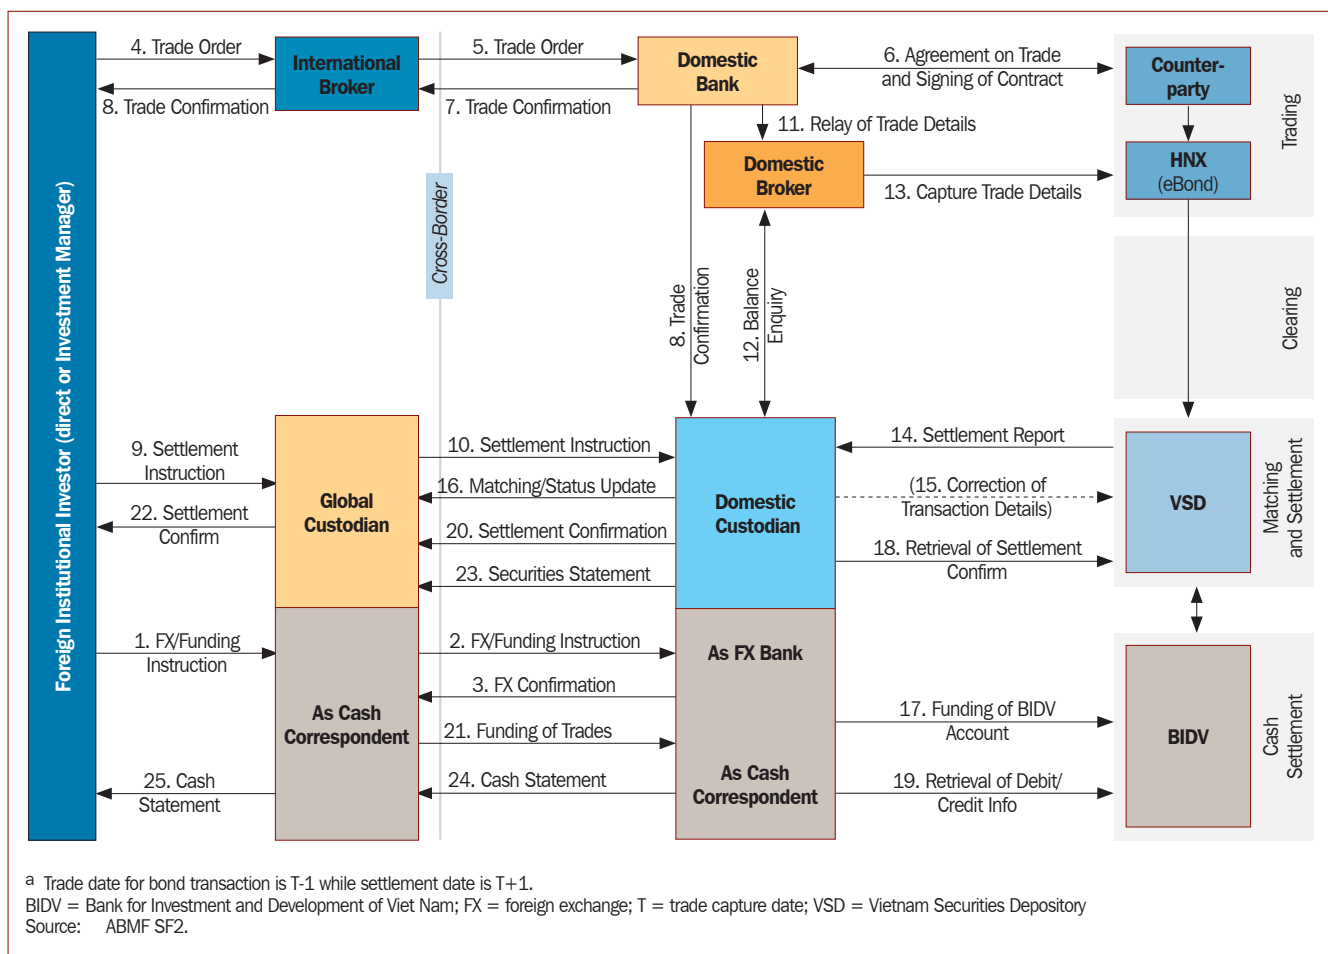 4. Trade Order
International
Broker
8. Trade Confirmation
5. Trade Order
7. Trade Confirmation
Domestic
Bank
6. Agreement on Trade
and Signing of Contract
Counter-
party
11. Relay of Trade Details
Domestic
Broker
13. Capture Trade Details
HNX
(eBond)
Trading
Foreign Institutional Investor (direct or Investment Manager)
Cross-Border
8. Trade
Confirmation
12. Balance
Enquiry
Clearing
9. Settlement
Instruction
22. Settlement
Confirm
Global
Custodian
10. Settlement Instruction
16. Matching/Status Update
20. Settlement Confirmation
23. Securities Statement
Domestic
Custodian
14. Settlement Report
(15. Correction of
Transaction Details)
18. Retrieval of Settlement
Confirm
VSD
Matching
and Settlement
1. FX/Funding
Instruction
25. Cash
Statement
As Cash
Correspondent
2. FX/Funding Instruction
3. FX Confirmation
21. Funding of Trades
24. Cash Statement
As FX Bank
As Cash
Correspondent
17. Funding of BIDV
Account
19. Retrieval of Debit/
Credit Info
BIDV
Cash
Settlement
a Trade date for bond transaction is T-1 while settlement date is T+1.
BIDV = Bank for Investment and Development of Viet Nam; FX = foreign exchange; T = trade capture date; VSD = Vietnam Securities Depository
Source: ABMF SF2.